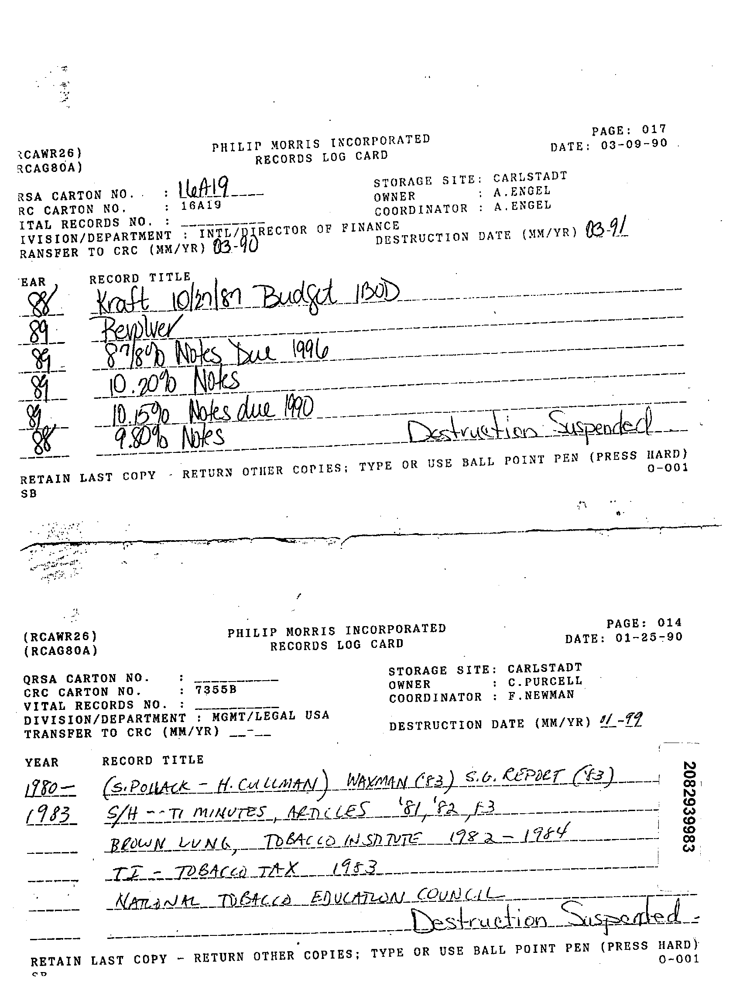 PAGE: 017
RCAWR26) PHILIP MORRIS INCORPORATED DATE: 03-09-90
RCAG80A) RECORDS LOG CARD
RSA CARTON NO. : 16A19 STORAGE SITE: CARLSTADT
RC CARTON NO. : 16A19 OWNER : A.ENGEL
ITAL RECORDS NO. : COORDINATOR : A.ENGEL
IVISION/DEPARTMENT : INTL/DIRECTOR OF FINANCE
RANSFER TO CRC (MM/YR) 03-90 DESTRUCTION DATE (MM/YR) 03-91
EAR RECORD TITLE
88 Kraft 10/27/87 Budget IBOD
89 Revolver
89 8 7/8% Notes Due 1996
89 10.20% Notes
89 10.15% Notes due 1990
88 9.80% Notes Destruction Suspended
RETAIN LAST COPY - RETURN OTHER COPIES; TYPE OR USE BALL POINT PEN (PRESS HARD)
SB 0-001
PAGE: 014
(RCAWR26) PHILIP MORRIS INCORPORATED DATE: 01-25-90
(RCAG80A) RECORDS LOG CARD
QRSA CARTON NO. : STORAGE SITE: CARLSTADT
CRC CARTON NO. : 7355B OWNER : C.PURCELL
VITAL RECORDS NO. : COORDINATOR : F.NEWMAN
DIVISION/DEPARTMENT : MGMT/LEGAL USA
TRANSFER TO CRC (MM/YR) __-__ DESTRUCTION DATE (MM/YR) 01-99
YEAR RECORD TITLE
1980- (S.POLLACK - H.CULLMAN) WAXMAN ('83) S.G. REPORT ('83)
1983 S/H -- TI MINUTES, ARTICLES '81, '82, 83
BROWN LUNG, TOBACCO INSTITUTE 1982-1984
TI - TOBACCO TAX 1983
NATIONAL TOBACCO EDUCATION COUNCIL
Destruction Suspended
RETAIN LAST COPY - RETURN OTHER COPIES; TYPE OR USE BALL POINT PEN (PRESS HARD)
0-001
2082939983